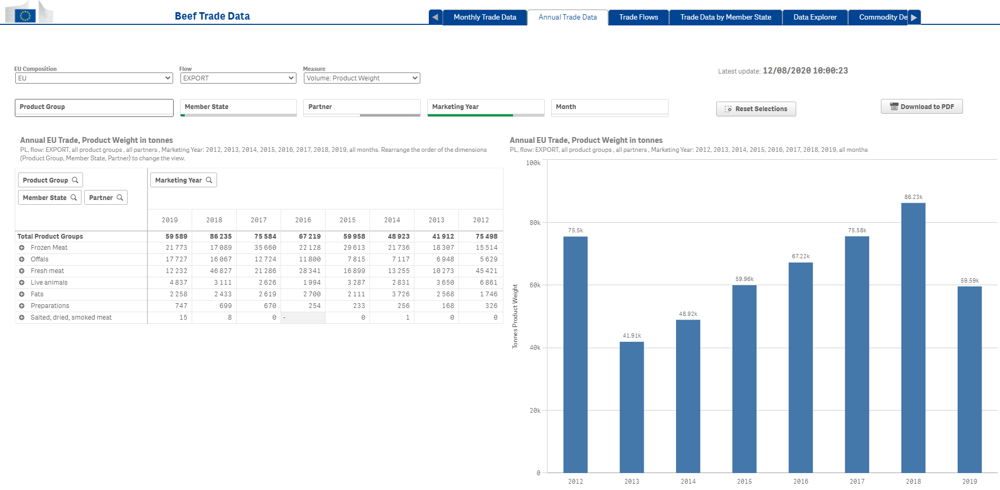 Beef Trade Data
Monthly Trade Data
Annual Trade Data
Trade Flows
Trade Data by Member State
Data Explorer
Commodity De
EU Composition
EU
Flow
EXPORT
Measure
Volume: Product Weight
Latest update: 12/08/2020 10:00:23
Product Group
Member State
Partner
Marketing Year
Month
Reset Selections
Download to PDF
Annual EU Trade, Product Weight in tonnes
PL, flow: EXPORT, all product groups , all partners , Marketing Year: 2012, 2013, 2014, 2015, 2016, 2017, 2018, 2019, all months. Rearrange the order of the dimensions
(Product Group, Member State, Partner) to change the view.
Product Group
Marketing Year
Member State
Partner
2019 2018 2017 2016 2015 2014 2013 2012
Total Product Groups 59 589 86 235 75 584 67 219 59 958 48 923 41 912 75 498
Frozen Meat 21 773 17 089 35 660 22 128 29 613 21 736 18 307 15 514
Offals 17 727 16 067 12 724 11 800 7 815 7 117 6 948 5 629
Fresh meat 12 232 46 827 21 286 28 341 16 899 13 255 10 273 45 421
Live animals 4 837 3 111 2 626 1 994 3 287 2 831 3 650 6 861
Fats 2 258 2 433 2 619 2 700 2 111 3 726 2 568 1 746
Preparations 747 699 670 254 233 256 168 326
Salted, dried, smoked meat 15 8 0 - 0 1 0 0
Annual EU Trade, Product Weight in tonnes
PL, flow: EXPORT, all product groups , all partners , Marketing Year: 2012, 2013, 2014, 2015, 2016, 2017, 2018, 2019, all months
Tonnes Product Weight
100k
80k
60k
40k
20k
0
75.5k
41.91k
48.92k
59.96k
67.22k
75.58k
86.23k
59.59k
2012 2013 2014 2015 2016 2017 2018 2019